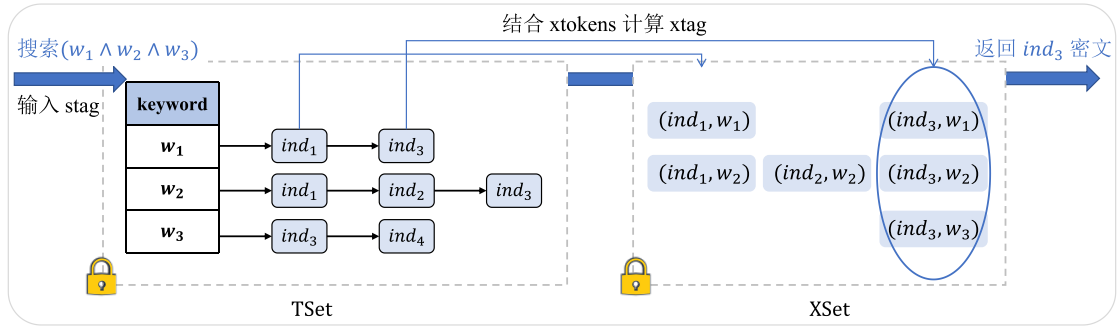 结合 xtokens 计算 xtag
搜索(w₁ ∧ w₂ ∧ w₃)
返回 ind₃ 密文
输入 stag
keyword
w₁ ind₁ ind₃
w₂ ind₁ ind₂ ind₃
w₃ ind₃ ind₄
(ind₁, w₁) (ind₃, w₁)
(ind₁, w₂) (ind₂, w₂) (ind₃, w₂)
(ind₃, w₃)
TSet
XSet